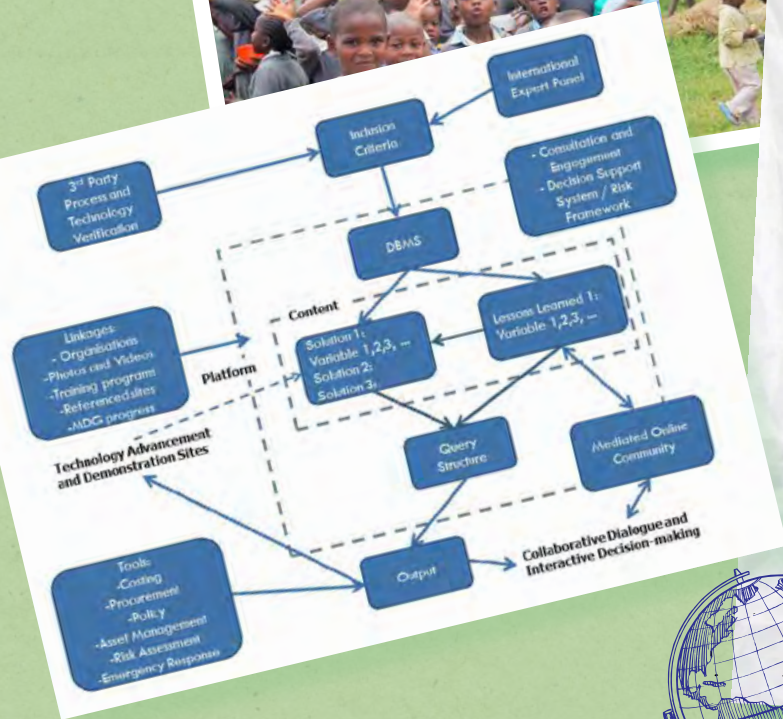 International
Expert Panel
Inclusion
Criteria
3rd Party
Process and
Technology
Verification
- Consultation and
Engagement
- Decision Support
System / Risk
Framework
DBMS
Content
Linkages:
- Organisations
-Photos and Videos
-Training programs
-Referenced sites
-MDG progress
Platform
Solution 1:
Variable 1,2,3, ...
Solution 2:
Solution 3:
Lessons Learned 1:
Variable 1,2,3, ...
Technology Advancement
and Demonstration Sites
Query
Structure
Mediated Online
Community
Tools:
-Costing
-Procurement
-Policy
-Asset Management
-Risk Assessment
-Emergency Response
Output
Collaborative Dialogue and
Interactive Decision-making